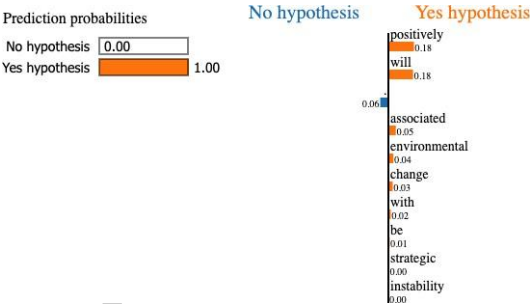 Prediction probabilities
No hypothesis 0.00
Yes hypothesis 1.00
No hypothesis Yes hypothesis
positively
0.18
will
0.18
.
0.06
associated
0.05
environmental
0.04
change
0.03
with
0.02
be
0.01
strategic
0.00
instability
0.00